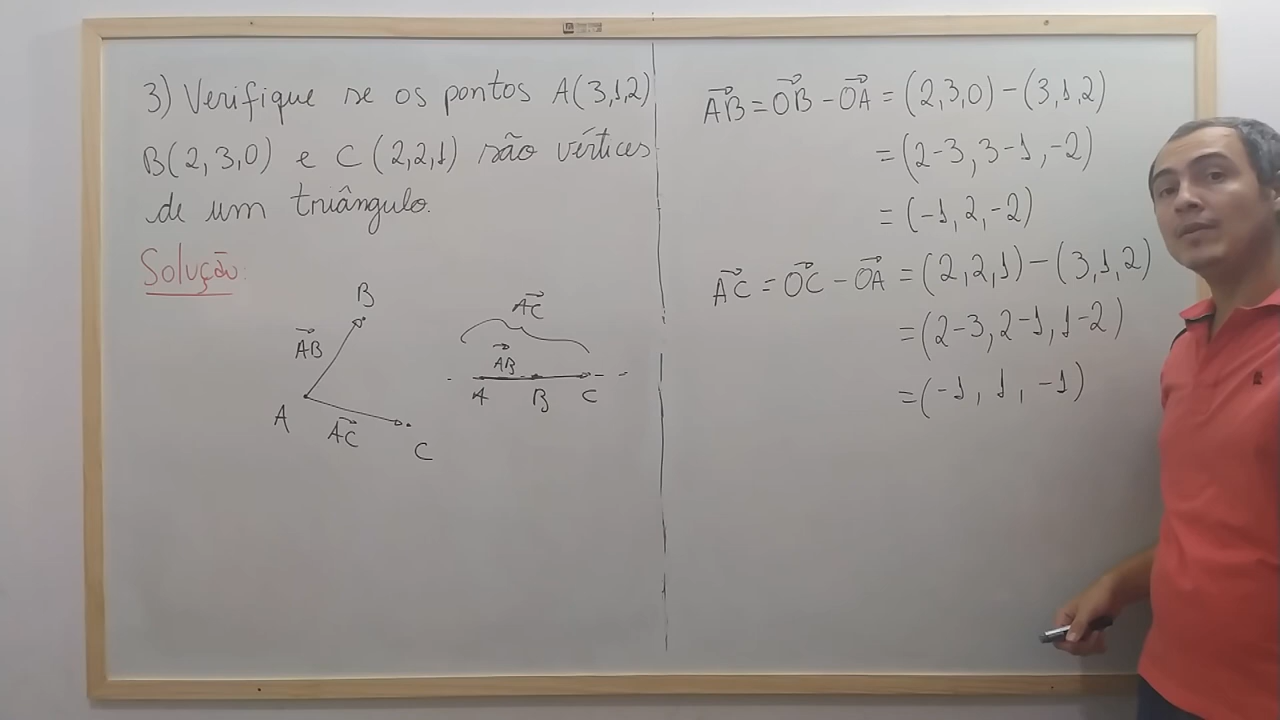 3) Verifique se os pontos A(3,1,2)
B(2,3,0) e C(2,2,1) são vértices
de um triângulo.
Solução:
B
AB→
A
AC→
C
AC→
AB→
A B C
AB→ = OB→ - OA→ = (2,3,0) - (3,1,2)
= (2-3, 3-1, -2)
= (-1, 2, -2)
AC→ = OC→ - OA→ = (2,2,1) - (3,1,2)
= (2-3, 2-1, 1-2)
= (-1, 1, -1)